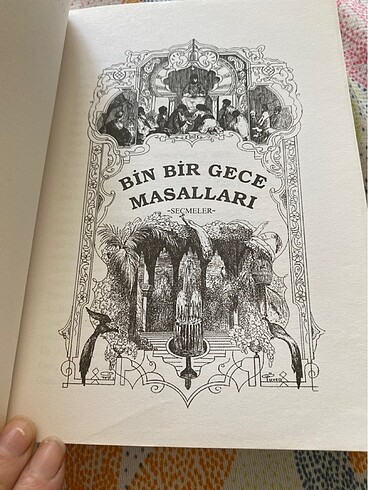 BİN BİR GECE
MASALLARI
-SEÇMELER-